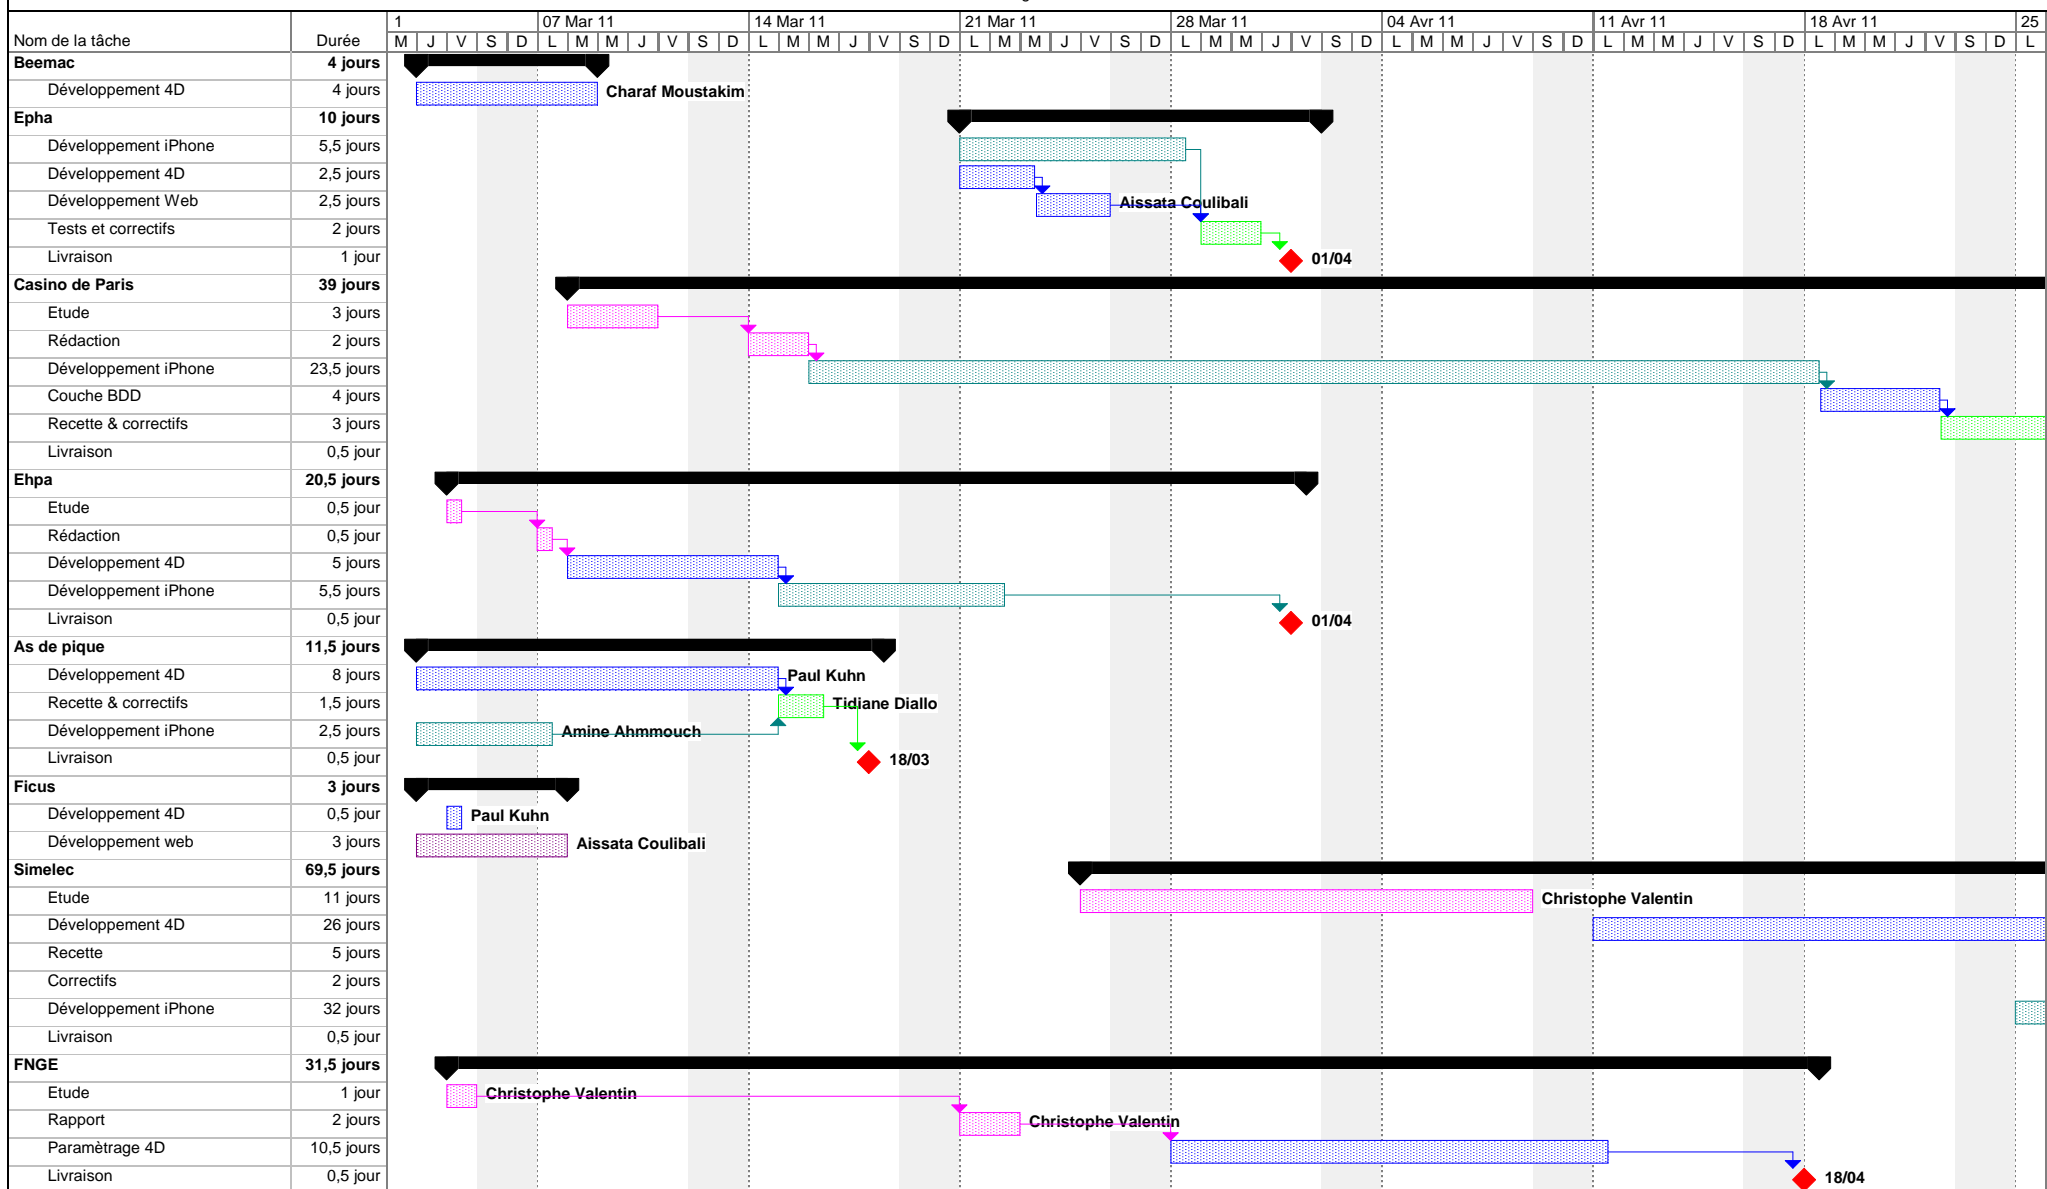 1 07 Mar 11 14 Mar 11 21 Mar 11 28 Mar 11 04 Avr 11 11 Avr 11 18 Avr 11 25
Nom de la tâche Durée M J V S D L M M J V S D L M M J V S D L M M J V S D L M M J V S D L M M J V S D L M M J V S D L M M J V S D L
Beemac 4 jours
Développement 4D 4 jours Charaf Moustakim
Epha 10 jours
Développement iPhone 5,5 jours
Développement 4D 2,5 jours
Développement Web 2,5 jours Aissata Coulibali
Tests et correctifs 2 jours
Livraison 1 jour 01/04
Casino de Paris 39 jours
Etude 3 jours
Rédaction 2 jours
Développement iPhone 23,5 jours
Couche BDD 4 jours
Recette & correctifs 3 jours
Livraison 0,5 jour
Ehpa 20,5 jours
Etude 0,5 jour
Rédaction 0,5 jour
Développement 4D 5 jours
Développement iPhone 5,5 jours
Livraison 0,5 jour 01/04
As de pique 11,5 jours
Développement 4D 8 jours Paul Kuhn
Recette & correctifs 1,5 jours Tidiane Diallo
Développement iPhone 2,5 jours Amine Ahmmouch
Livraison 0,5 jour 18/03
Ficus 3 jours
Développement 4D 0,5 jour Paul Kuhn
Développement web 3 jours Aissata Coulibali
Simelec 69,5 jours
Etude 11 jours Christophe Valentin
Développement 4D 26 jours
Recette 5 jours
Correctifs 2 jours
Développement iPhone 32 jours
Livraison 0,5 jour
FNGE 31,5 jours
Etude 1 jour Christophe Valentin
Rapport 2 jours Christophe Valentin
Paramètrage 4D 10,5 jours
Livraison 0,5 jour 18/04